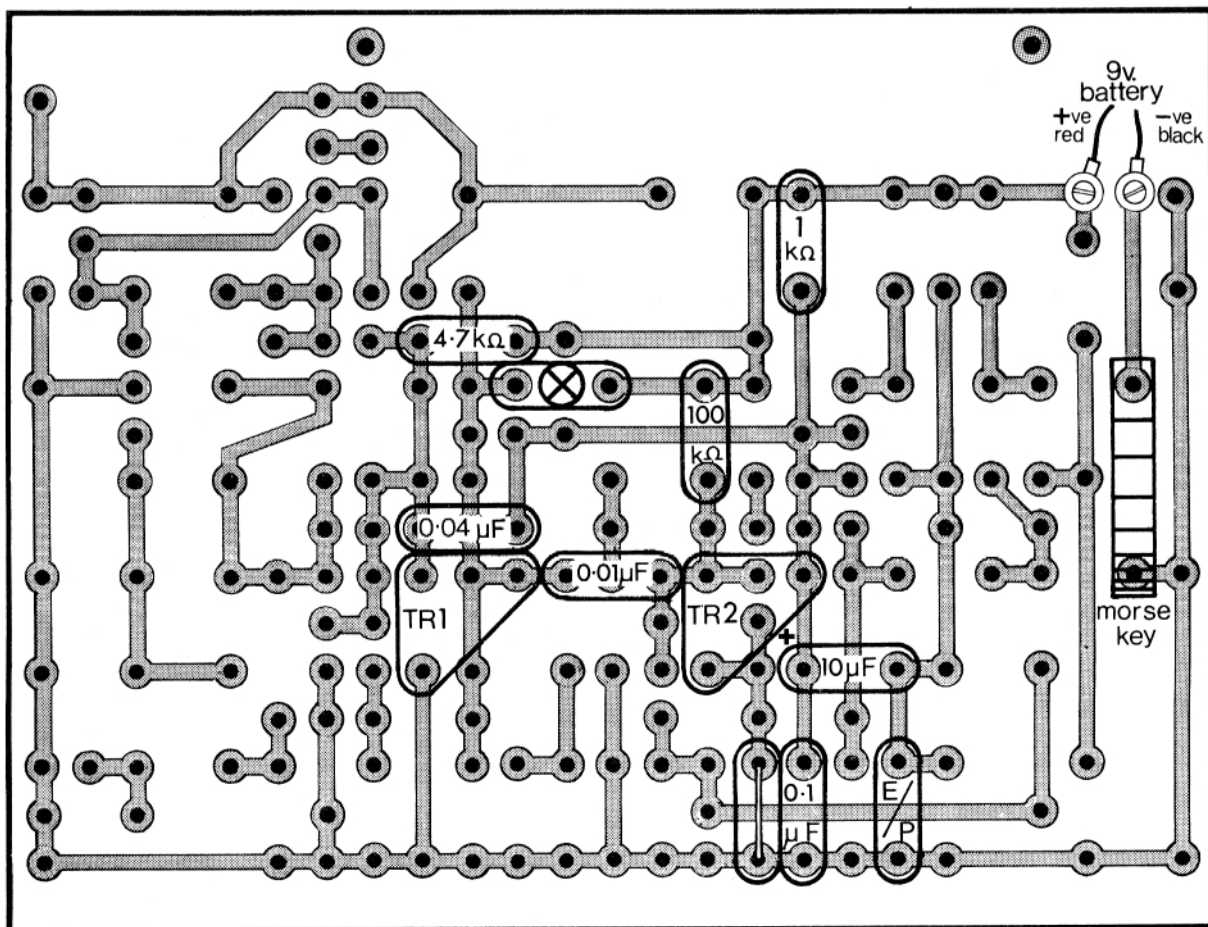 9v.
battery
+ve
red
−ve
black
1
kΩ
4·7kΩ
100
kΩ
0·04 µF
0·01µF
TR1
TR2
+
10µF
morse
key
0·1
µF
E/P